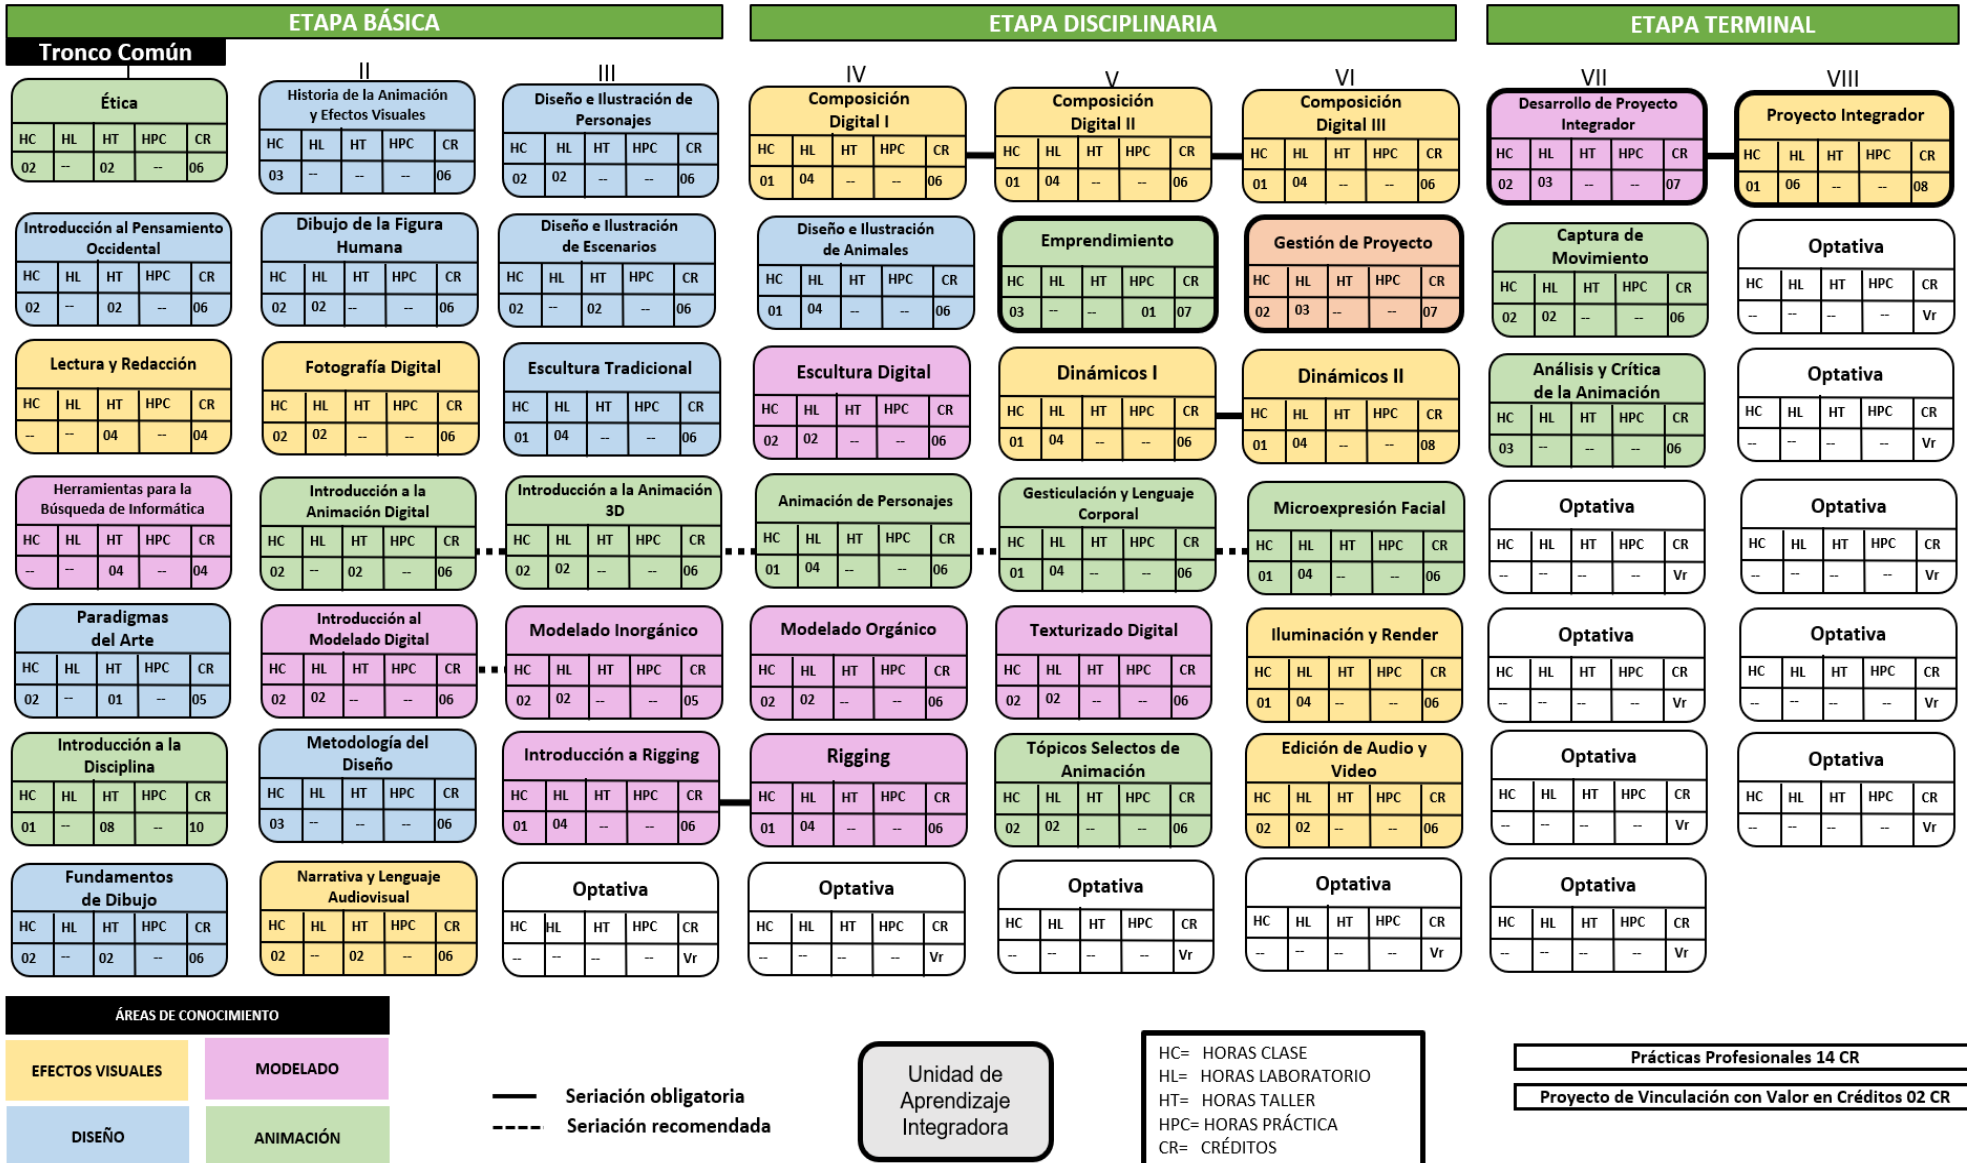 ETAPA BÁSICA
ETAPA DISCIPLINARIA
ETAPA TERMINAL
Tronco Común
I
II
III
IV
V
VI
VII
VIII
Ética
HC HL HT HPC CR
02 -- 02 -- 06
Historia de la Animación
y Efectos Visuales
HC HL HT HPC CR
03 -- -- -- 06
Diseño e Ilustración de
Personajes
HC HL HT HPC CR
02 02 -- -- 06
Composición
Digital I
HC HL HT HPC CR
01 04 -- -- 06
Composición
Digital II
HC HL HT HPC CR
01 04 -- -- 06
Composición
Digital III
HC HL HT HPC CR
01 04 -- -- 06
Desarrollo de Proyecto
Integrador
HC HL HT HPC CR
02 03 -- -- 07
Proyecto Integrador
HC HL HT HPC CR
01 06 -- -- 08
Introducción al Pensamiento
Occidental
HC HL HT HPC CR
02 -- 02 -- 06
Dibujo de la Figura
Humana
HC HL HT HPC CR
02 02 -- -- 06
Diseño e Ilustración
de Escenarios
HC HL HT HPC CR
02 -- 02 -- 06
Diseño e Ilustración
de Animales
HC HL HT HPC CR
01 04 -- -- 06
Emprendimiento
HC HL HT HPC CR
03 -- -- 01 07
Gestión de Proyecto
HC HL HT HPC CR
02 03 -- -- 07
Captura de
Movimiento
HC HL HT HPC CR
02 02 -- -- 06
Optativa
HC HL HT HPC CR
-- -- -- -- Vr
Lectura y Redacción
HC HL HT HPC CR
-- -- 04 -- 04
Fotografía Digital
HC HL HT HPC CR
02 02 -- -- 06
Escultura Tradicional
HC HL HT HPC CR
01 04 -- -- 06
Escultura Digital
HC HL HT HPC CR
02 02 -- -- 06
Dinámicos I
HC HL HT HPC CR
01 04 -- -- 06
Dinámicos II
HC HL HT HPC CR
01 04 -- -- 08
Análisis y Crítica
de la Animación
HC HL HT HPC CR
03 -- -- -- 06
Optativa
HC HL HT HPC CR
-- -- -- -- Vr
Herramientas para la
Búsqueda de Informática
HC HL HT HPC CR
-- -- 04 -- 04
Introducción a la
Animación Digital
HC HL HT HPC CR
02 -- 02 -- 06
Introducción a la Animación
3D
HC HL HT HPC CR
02 02 -- -- 06
Animación de Personajes
HC HL HT HPC CR
01 04 -- -- 06
Gesticulación y Lenguaje
Corporal
HC HL HT HPC CR
01 04 -- -- 06
Microexpresión Facial
HC HL HT HPC CR
01 04 -- -- 06
Optativa
HC HL HT HPC CR
-- -- -- -- Vr
Optativa
HC HL HT HPC CR
-- -- -- -- Vr
Paradigmas
del Arte
HC HL HT HPC CR
02 -- 01 -- 05
Introducción al
Modelado Digital
HC HL HT HPC CR
02 02 -- -- 06
Modelado Inorgánico
HC HL HT HPC CR
02 02 -- -- 05
Modelado Orgánico
HC HL HT HPC CR
02 02 -- -- 06
Texturizado Digital
HC HL HT HPC CR
02 02 -- -- 06
Iluminación y Render
HC HL HT HPC CR
01 04 -- -- 06
Optativa
HC HL HT HPC CR
-- -- -- -- Vr
Optativa
HC HL HT HPC CR
-- -- -- -- Vr
Introducción a la
Disciplina
HC HL HT HPC CR
01 -- 08 -- 10
Metodología del
Diseño
HC HL HT HPC CR
03 -- -- -- 06
Introducción a Rigging
HC HL HT HPC CR
01 04 -- -- 06
Rigging
HC HL HT HPC CR
01 04 -- -- 06
Tópicos Selectos de
Animación
HC HL HT HPC CR
02 02 -- -- 06
Edición de Audio y
Video
HC HL HT HPC CR
02 02 -- -- 06
Optativa
HC HL HT HPC CR
-- -- -- -- Vr
Optativa
HC HL HT HPC CR
-- -- -- -- Vr
Fundamentos
de Dibujo
HC HL HT HPC CR
02 -- 02 -- 06
Narrativa y Lenguaje
Audiovisual
HC HL HT HPC CR
02 -- 02 -- 06
Optativa
HC HL HT HPC CR
-- -- -- -- Vr
Optativa
HC HL HT HPC CR
-- -- -- -- Vr
Optativa
HC HL HT HPC CR
-- -- -- -- Vr
Optativa
HC HL HT HPC CR
-- -- -- -- Vr
Optativa
HC HL HT HPC CR
-- -- -- -- Vr
ÁREAS DE CONOCIMIENTO
EFECTOS VISUALES
MODELADO
DISEÑO
ANIMACIÓN
Seriación obligatoria
Seriación recomendada
Unidad de
Aprendizaje
Integradora
HC= HORAS CLASE
HL= HORAS LABORATORIO
HT= HORAS TALLER
HPC= HORAS PRÁCTICA
CR= CRÉDITOS
Prácticas Profesionales 14 CR
Proyecto de Vinculación con Valor en Créditos 02 CR